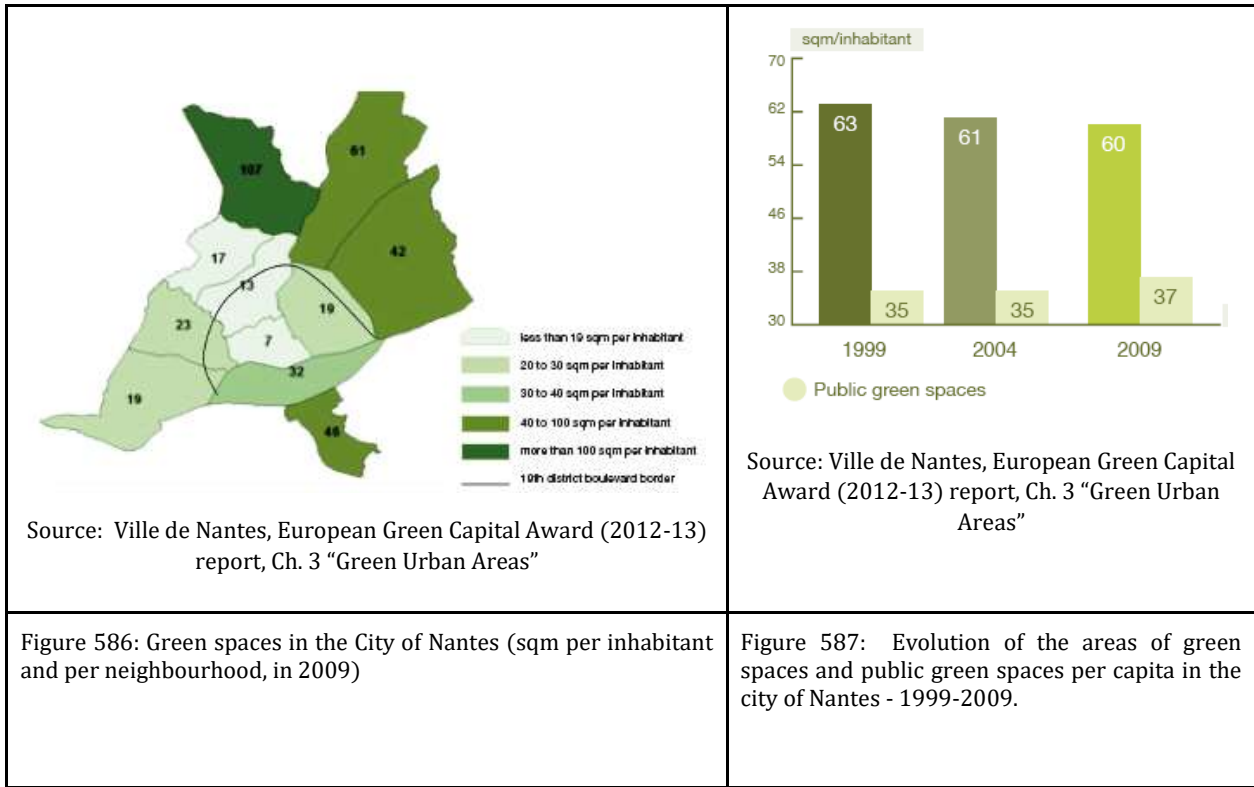 107
61
42
17
13
19
23
7
32
19
46
less than 19 sqm per inhabitant
20 to 30 sqm per inhabitant
30 to 40 sqm per inhabitant
40 to 100 sqm per inhabitant
more than 100 sqm per inhabitant
19th district boulevard border
Source: Ville de Nantes, European Green Capital Award (2012-13)
report, Ch. 3 “Green Urban Areas”
sqm/inhabitant
70
62
54
46
38
30
63
35
61
35
60
37
1999
2004
2009
Public green spaces
Source: Ville de Nantes, European Green Capital
Award (2012-13) report, Ch. 3 “Green Urban
Areas”
Figure 586: Green spaces in the City of Nantes (sqm per inhabitant
and per neighbourhood, in 2009)
Figure 587: Evolution of the areas of green
spaces and public green spaces per capita in the
city of Nantes - 1999-2009.